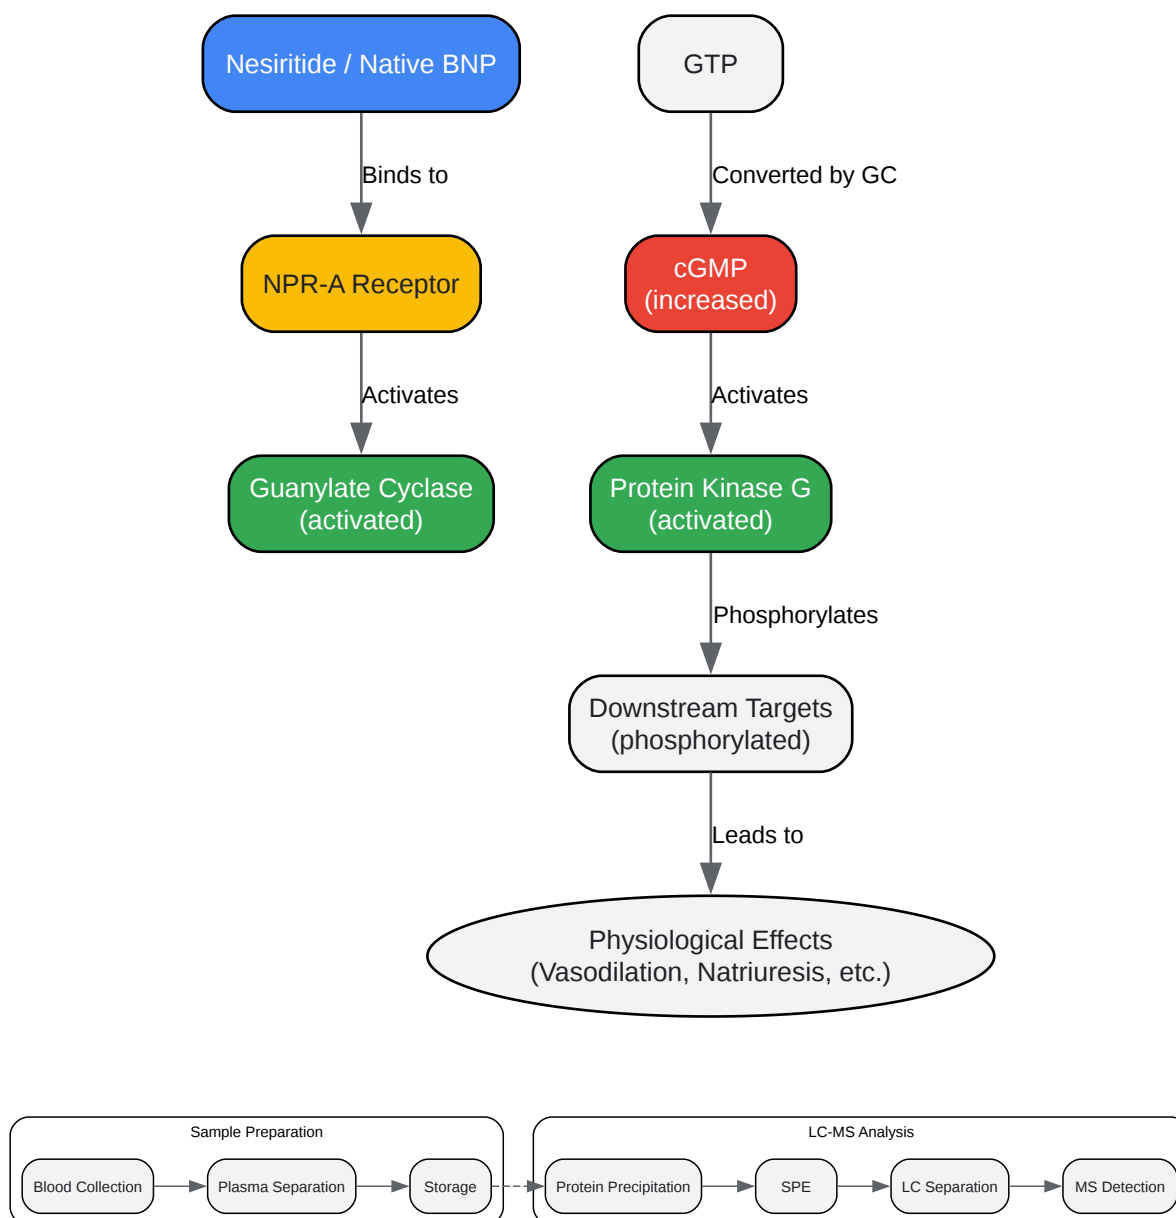 Nesiritide / Native BNP
GTP
Binds to
Converted by GC
NPR-A Receptor
cGMP
(increased)
Activates
Activates
Guanylate Cyclase
(activated)
Protein Kinase G
(activated)
Phosphorylates
Downstream Targets
(phosphorylated)
Leads to
Physiological Effects
(Vasodilation, Natriuresis, etc.)
Sample Preparation
Blood Collection
Plasma Separation
Storage
LC-MS Analysis
Protein Precipitation
SPE
LC Separation
MS Detection